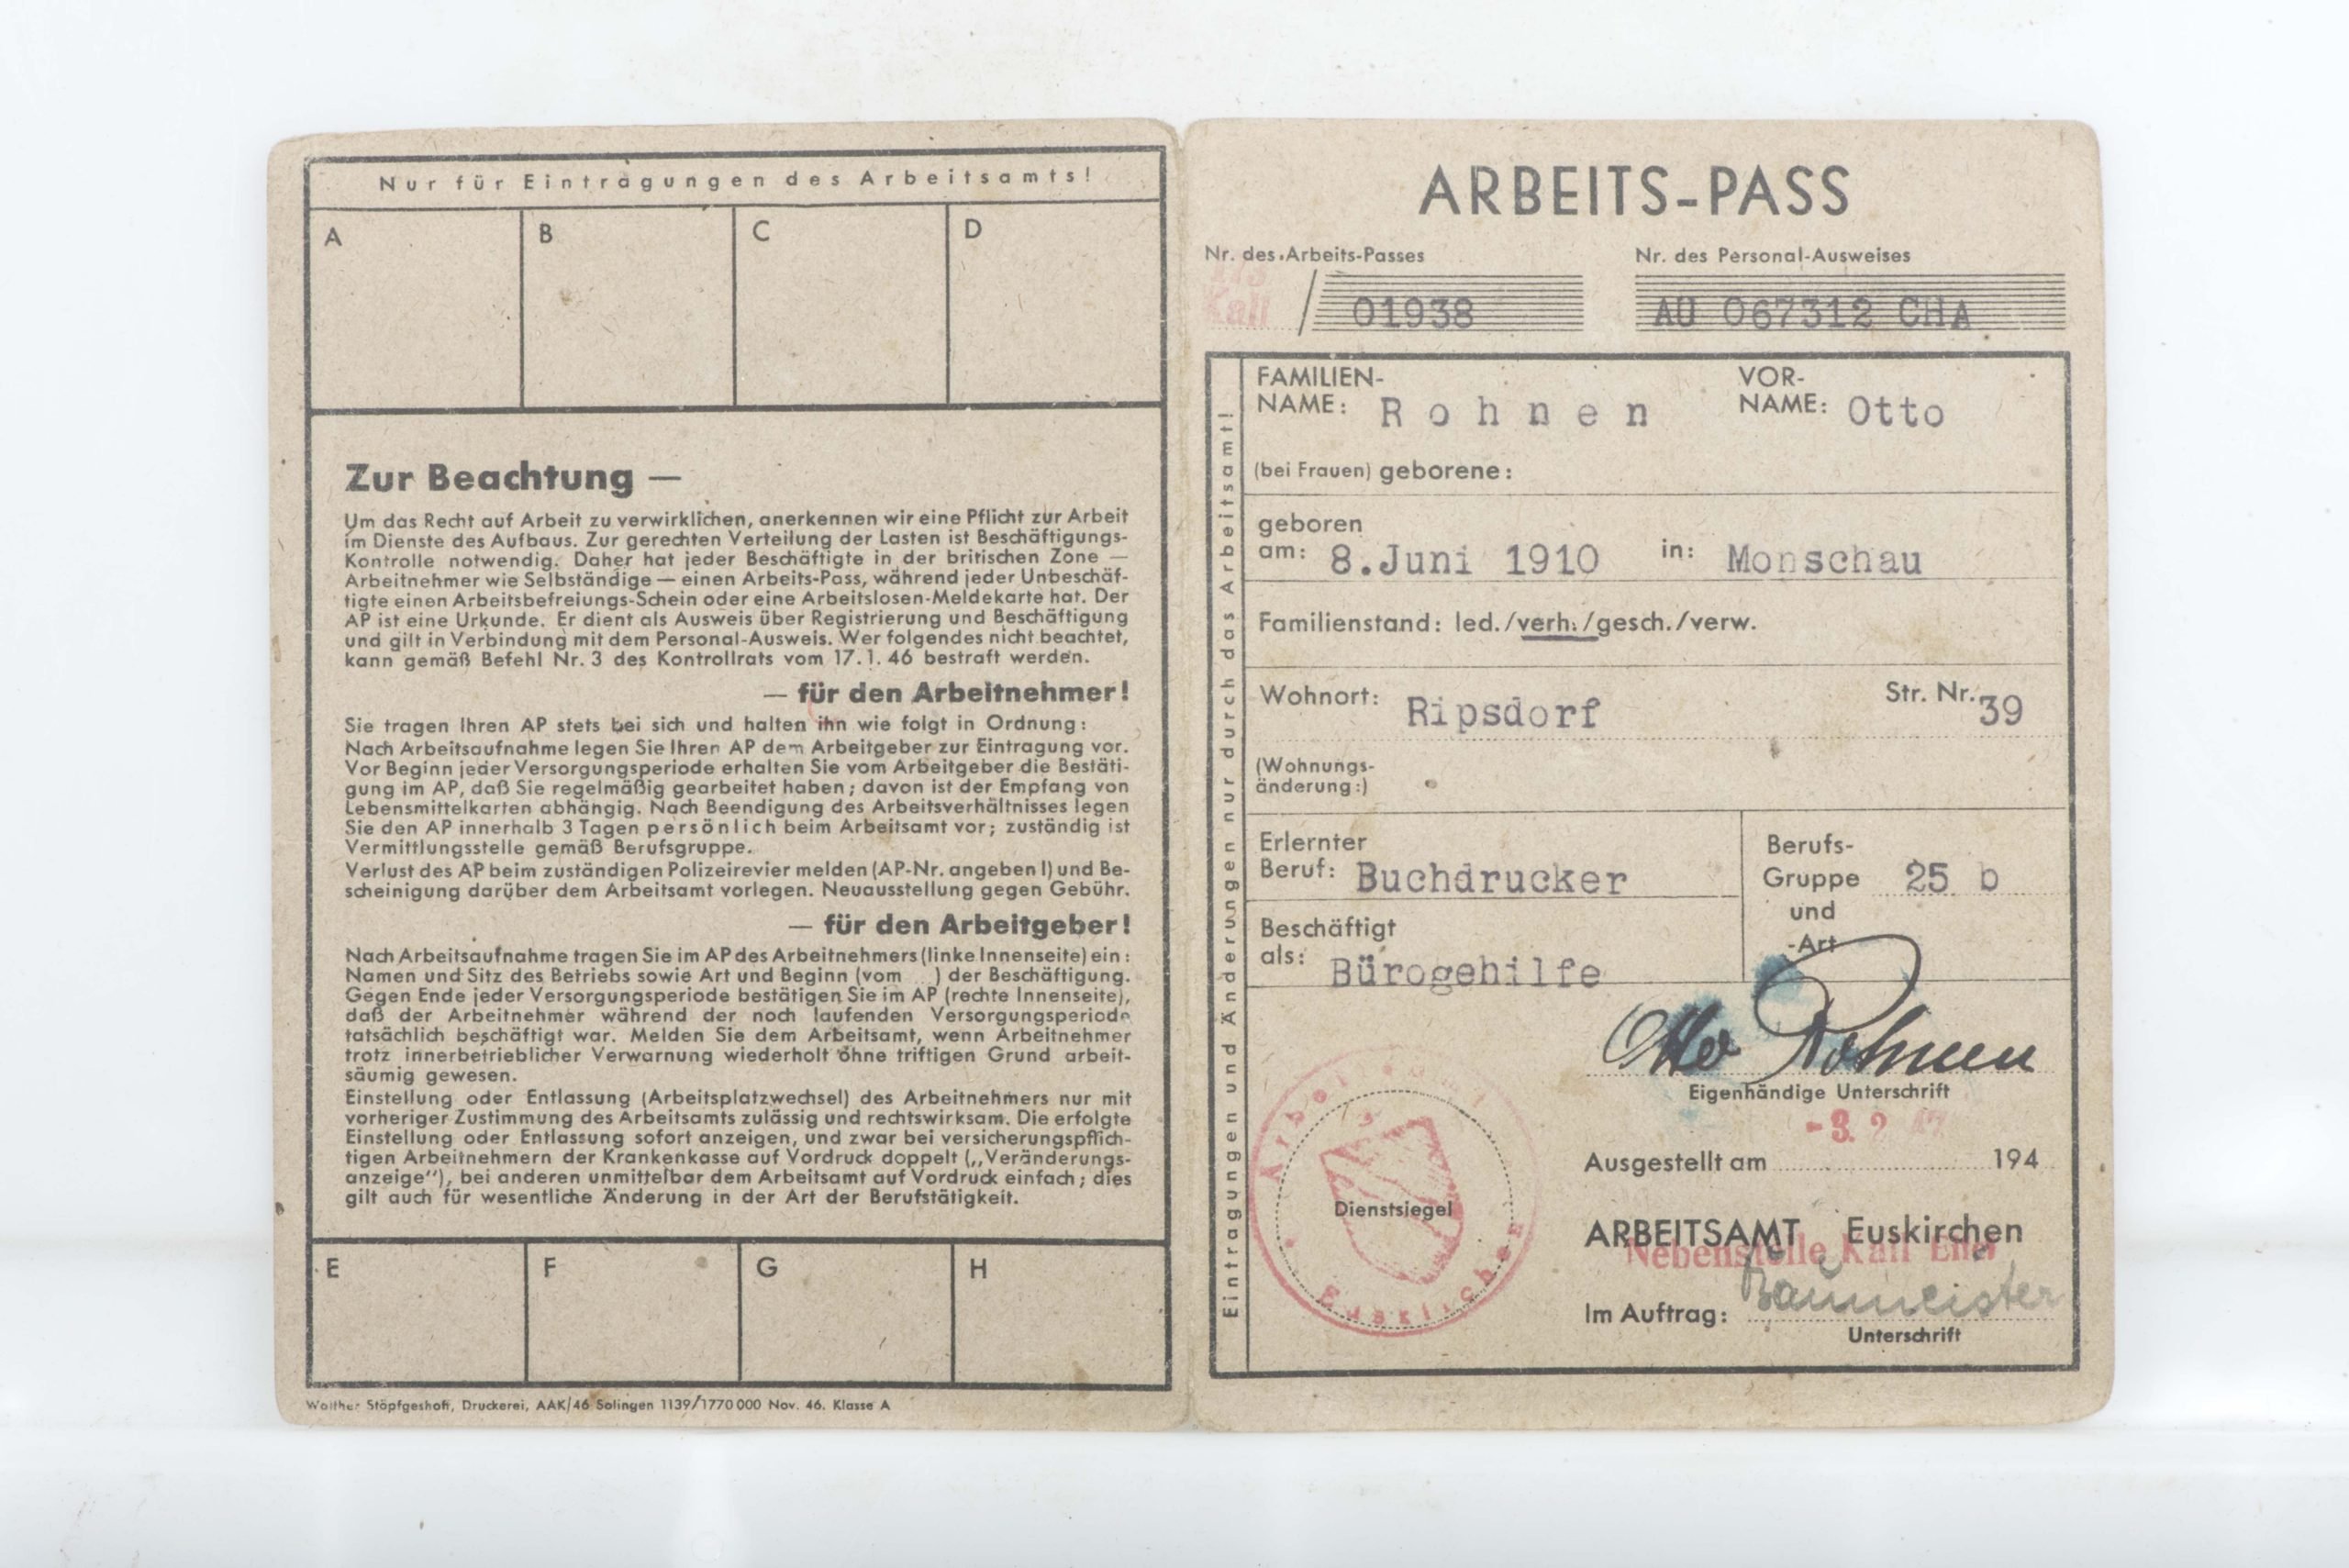 Nur für Eintragungen des Arbeitsamts!
A B C D
Zur Beachtung —
Um das Recht auf Arbeit zu verwirklichen, anerkennen wir eine Pflicht zur Arbeit
im Dienste des Aufbaus. Zur gerechten Verteilung der Lasten ist Beschäftigungs-
Kontrolle notwendig. Daher hat jeder Beschäftigte in der britischen Zone —
Arbeitnehmer wie Selbständige — einen Arbeits-Pass, während jeder Unbeschäf-
tigte einen Arbeitsbefreiungs-Schein oder eine Arbeitslosen-Meldekarte hat. Der
AP ist eine Urkunde. Er dient als Ausweis über Registrierung und Beschäftigung
und gilt in Verbindung mit dem Personal-Ausweis. Wer folgendes nicht beachtet,
kann gemäß Befehl Nr. 3 des Kontrollrats vom 17. 1. 46 bestraft werden.
— für den Arbeitnehmer!
Sie tragen Ihren AP stets bei sich und halten ihn wie folgt in Ordnung:
Nach Arbeitsaufnahme legen Sie Ihren AP dem Arbeitgeber zur Eintragung vor.
Vor Beginn jeder Versorgungsperiode erhalten Sie vom Arbeitgeber die Bestäti-
gung im AP, daß Sie regelmäßig gearbeitet haben; davon ist der Empfang von
Lebensmittelkarten abhängig. Nach Beendigung des Arbeitsverhältnisses legen
Sie den AP innerhalb 3 Tagen persönlich beim Arbeitsamt vor; zuständig ist
Vermittlungsstelle gemäß Berufsgruppe.
Verlust des AP beim zuständigen Polizeirevier melden (AP-Nr. angeben!) und Be-
scheinigung darüber dem Arbeitsamt vorlegen. Neuausstellung gegen Gebühr.
— für den Arbeitgeber!
Nach Arbeitsaufnahme tragen Sie im AP des Arbeitnehmers (linke Innenseite) ein:
Namen und Sitz des Betriebs sowie Art und Beginn (vom ...) der Beschäftigung.
Gegen Ende jeder Versorgungsperiode bestätigen Sie im AP (rechte Innenseite),
daß der Arbeitnehmer während der noch laufenden Versorgungsperiode
tatsächlich beschäftigt war. Melden Sie dem Arbeitsamt, wenn Arbeitnehmer
trotz innerbetrieblicher Verwarnung wiederholt ohne triftigen Grund arbeit-
säumig gewesen.
Einstellung oder Entlassung (Arbeitsplatzwechsel) des Arbeitnehmers nur mit
vorheriger Zustimmung des Arbeitsamts zulässig und rechtswirksam. Die erfolgte
Einstellung oder Entlassung sofort anzeigen, und zwar bei versicherungspflich-
tigen Arbeitnehmern der Krankenkasse auf Vordruck doppelt („Veränderungs-
anzeige“), bei anderen unmittelbar dem Arbeitsamt auf Vordruck einfach; dies
gilt auch für wesentliche Änderung in der Art der Berufstätigkeit.
E F G H
Walther Stöpfgeshoff, Druckerei, AAK/46 Solingen 1139/1770000 Nov. 46. Klasse A
ARBEITS-PASS
Nr. des Arbeits-Passes Nr. des Personal-Ausweises
Kall / 01938 AU 067312 CHA
Eintragungen und Änderungen nur durch das Arbeitsamt!
FAMILIEN- VOR-
NAME: Rohnen NAME: Otto
(bei Frauen) geborene:
geboren
am: 8.Juni 1910 in: Monschau
Familienstand: led./verh./gesch./verw.
Wohnort: Ripsdorf Str. Nr. 39
(Wohnungs-
änderung:)
Erlernter
Beruf: Buchdrucker
Berufs-
Gruppe 25 b
und
-Art
Beschäftigt
als: Bürogehilfe
Otto Rohnen
Eigenhändige Unterschrift
-3. 2. 47
Ausgestellt am 194
Arbeitsamt
Dienstsiegel
Euskirchen
ARBEITSAMT Euskirchen
Nebenstelle Kall Eifel
Im Auftrag: Baumeister
Unterschrift